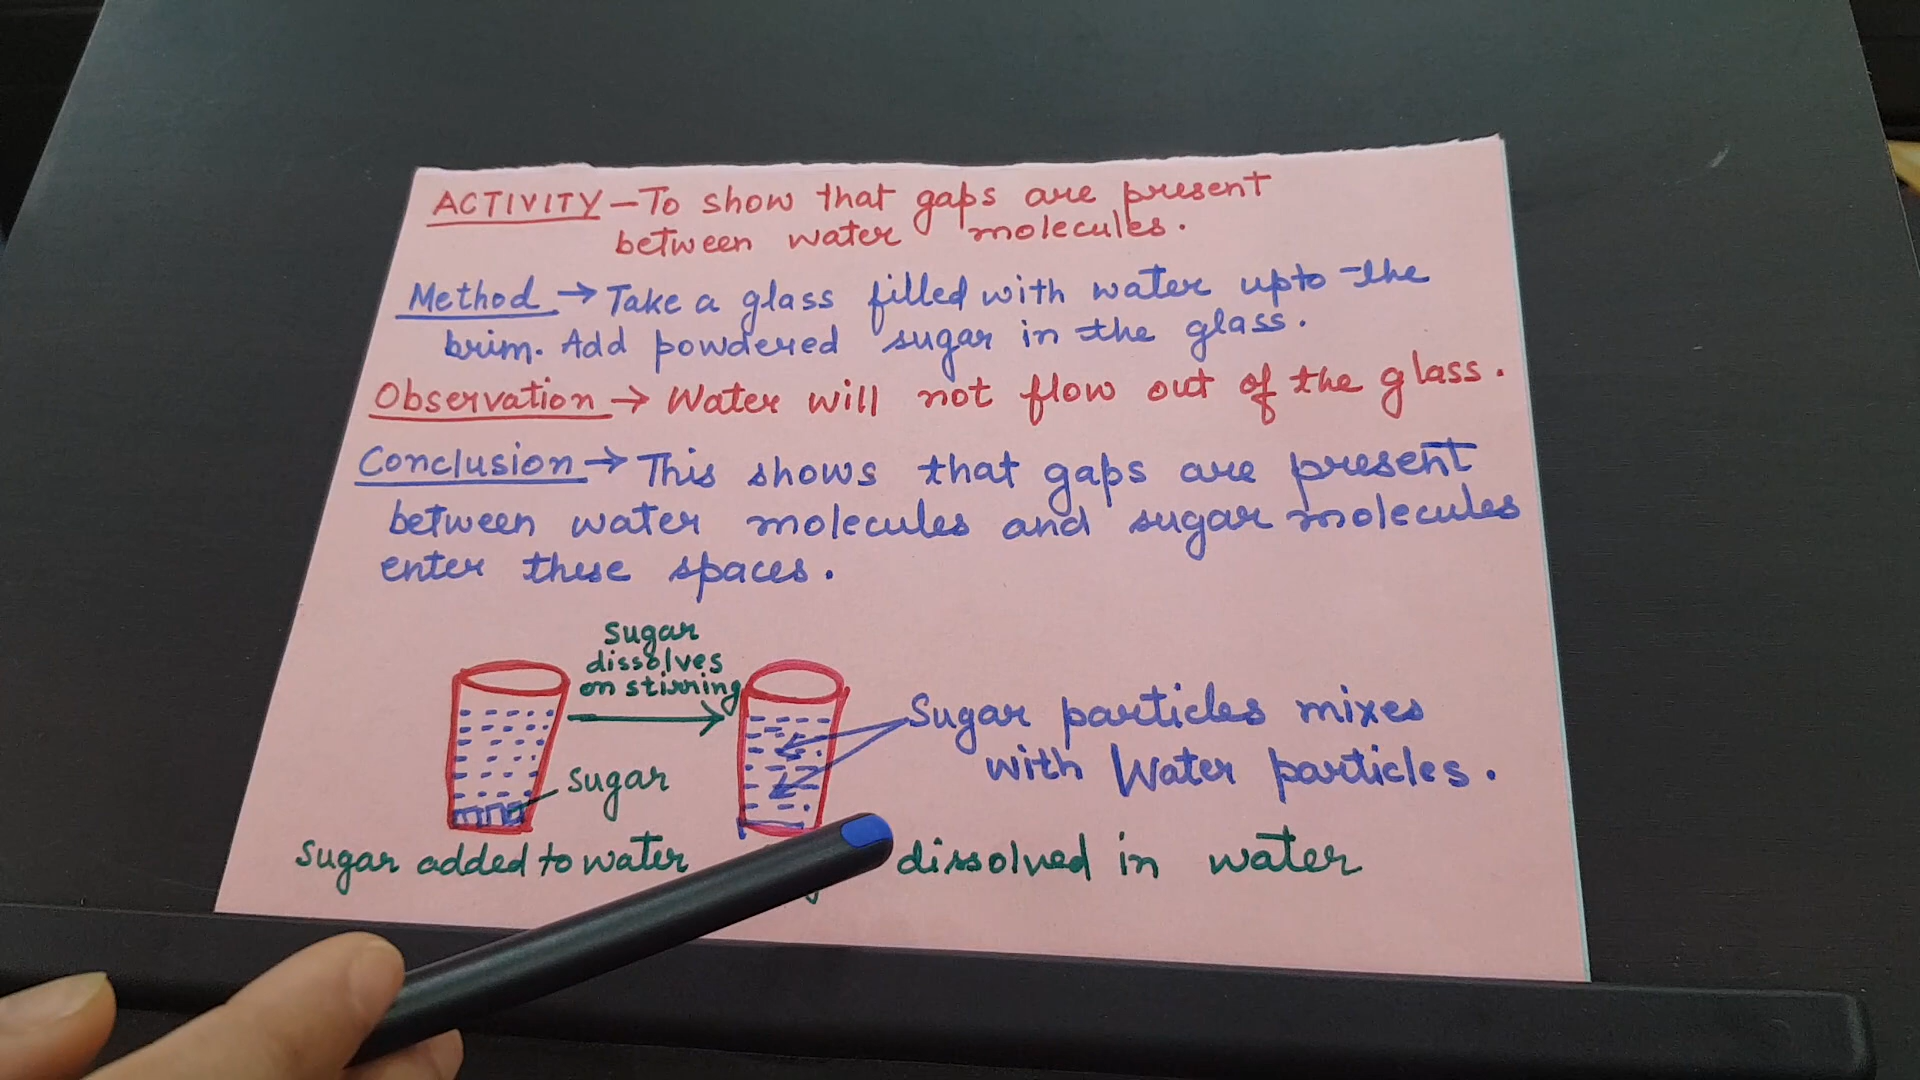 ACTIVITY – To show that gaps are present
between water molecules.
Method → Take a glass filled with water upto the
brim. Add powdered sugar in the glass.
Observation → Water will not flow out of the glass.
Conclusion → This shows that gaps are present
between water molecules and sugar molecules
enter these spaces.
Sugar
dissolves
on stirring
Sugar
Sugar particles mixes
with Water particles.
Sugar added to water
dissolved in water